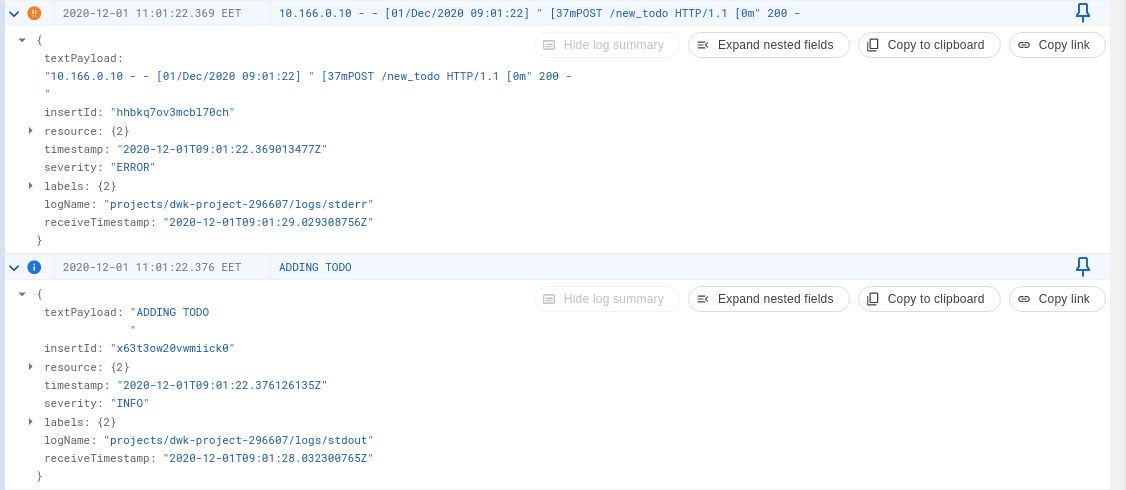 2020-12-01 11:01:22.369 EET 10.166.0.10 - - [01/Dec/2020 09:01:22] " [37mPOST /new_todo HTTP/1.1 [0m" 200 -
{
Hide log summary Expand nested fields Copy to clipboard Copy link
textPayload:
"10.166.0.10 - - [01/Dec/2020 09:01:22] " [37mPOST /new_todo HTTP/1.1 [0m" 200 -
"
insertId: "hhbkq7ov3mcbl70ch"
resource: {2}
timestamp: "2020-12-01T09:01:22.369013477Z"
severity: "ERROR"
labels: {2}
logName: "projects/dwk-project-296607/logs/stderr"
receiveTimestamp: "2020-12-01T09:01:29.029308756Z"
}
2020-12-01 11:01:22.376 EET ADDING TODO
{
Hide log summary Expand nested fields Copy to clipboard Copy link
textPayload: "ADDING TODO
"
insertId: "x63t3ow20vwmiick0"
resource: {2}
timestamp: "2020-12-01T09:01:22.376126135Z"
severity: "INFO"
labels: {2}
logName: "projects/dwk-project-296607/logs/stdout"
receiveTimestamp: "2020-12-01T09:01:28.032300765Z"
}